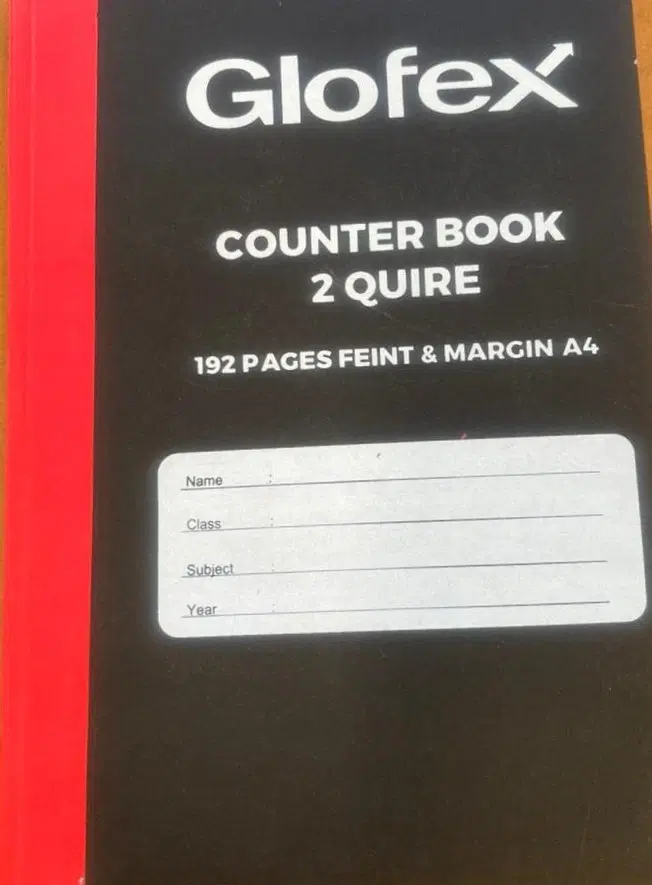 Glofex
COUNTER BOOK
2 QUIRE
192 PAGES FEINT & MARGIN A4
Name :
Class :
Subject :
Year :